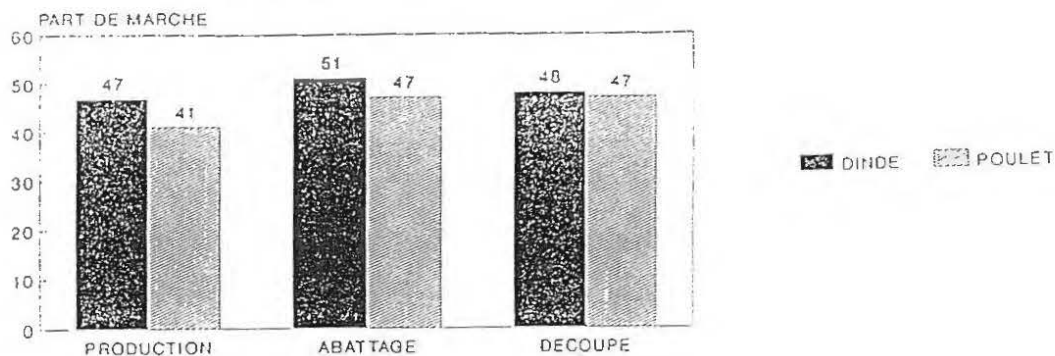 PART DE MARCHE
60
50
40
30
20
10
0
47
41
51
47
48
47
PRODUCTION
ABATTAGE
DECOUPE
DINDE
POULET